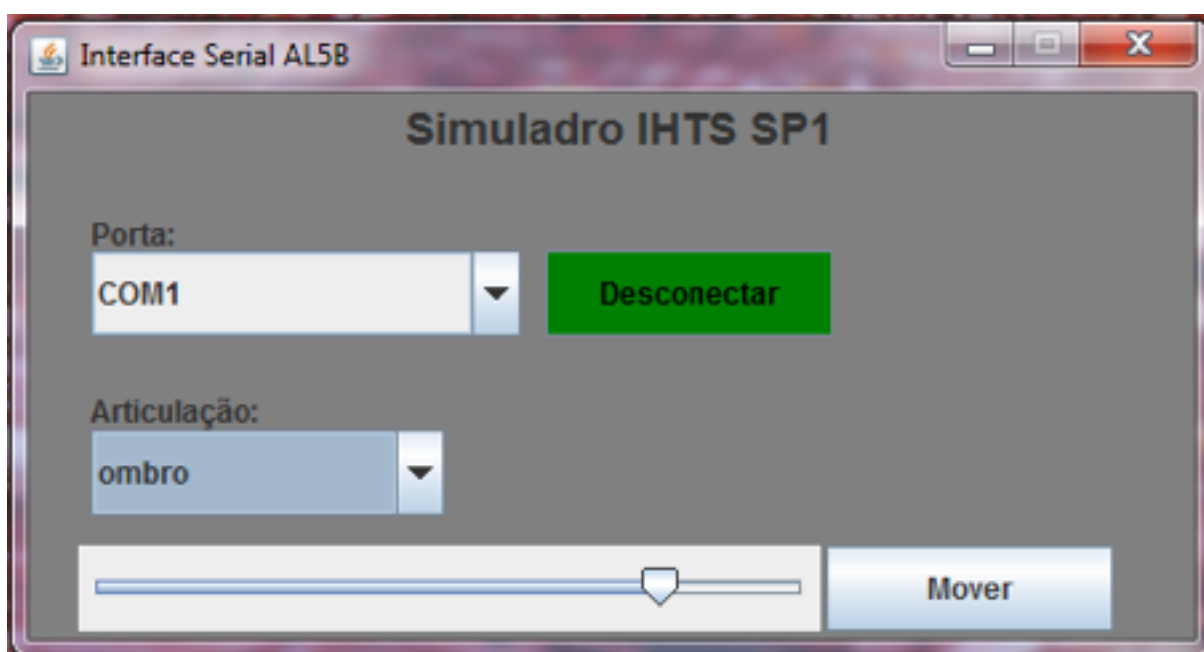 Interface Serial AL5B
Simuladro IHTS SP1
Porta:
COM1
Desconectar
Articulação:
ombro
Mover